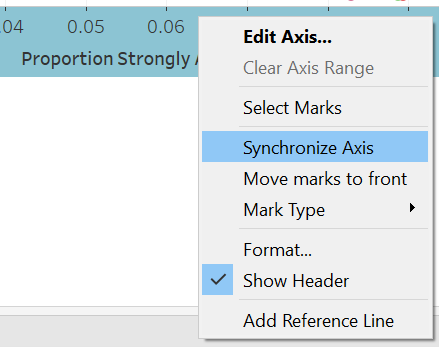 .04 0.05 0.06
Proportion Strongly
Edit Axis...
Clear Axis Range
Select Marks
Synchronize Axis
Move marks to front
Mark Type
Format...
Show Header
Add Reference Line